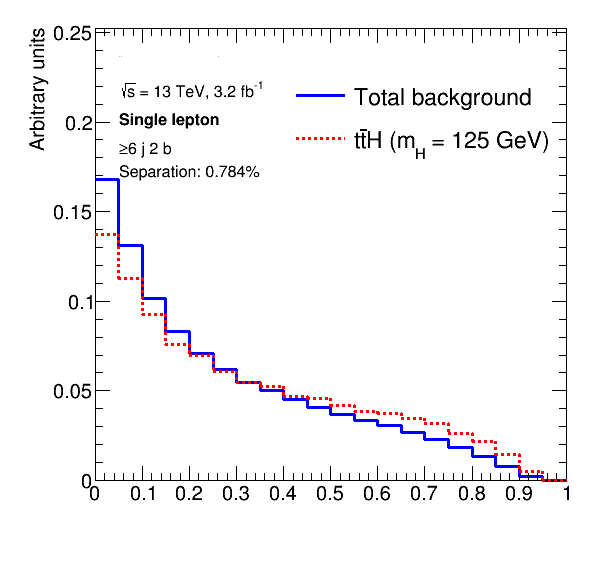 Arbitrary units
0.25
0.2
0.15
0.1
0.05
0
√s = 13 TeV, 3.2 fb⁻¹
Single lepton
≥6 j 2 b
Separation: 0.784%
Total background
tt̄H (m_H = 125 GeV)
0 0.1 0.2 0.3 0.4 0.5 0.6 0.7 0.8 0.9 1